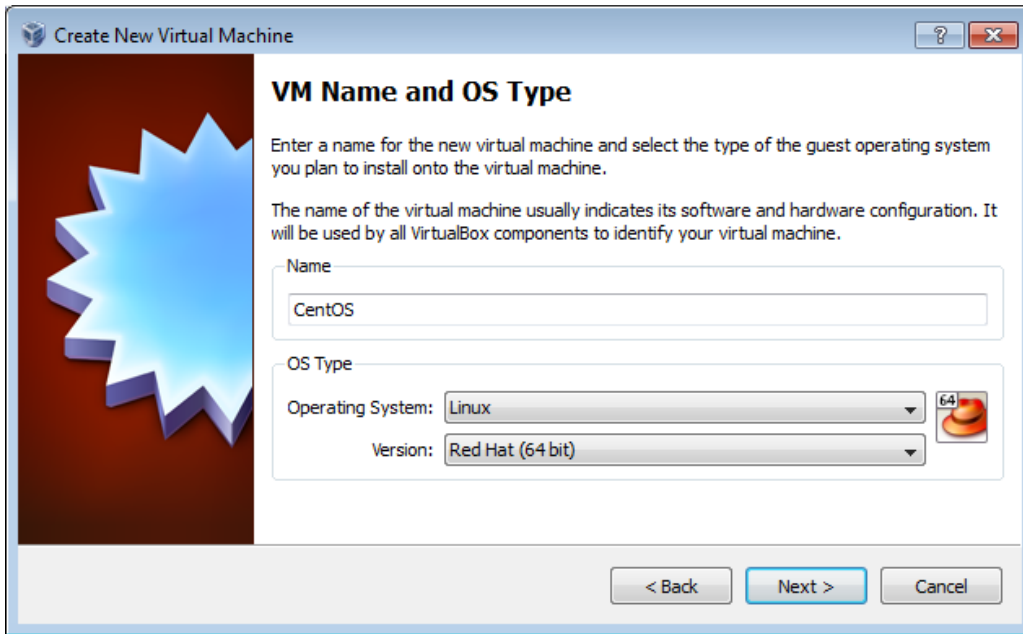 Create New Virtual Machine
?
VM Name and OS Type
Enter a name for the new virtual machine and select the type of the guest operating system
you plan to install onto the virtual machine.
The name of the virtual machine usually indicates its software and hardware configuration. It
will be used by all VirtualBox components to identify your virtual machine.
Name
CentOS
OS Type
Operating System: Linux
64
Version: Red Hat (64 bit)
< Back Next > Cancel